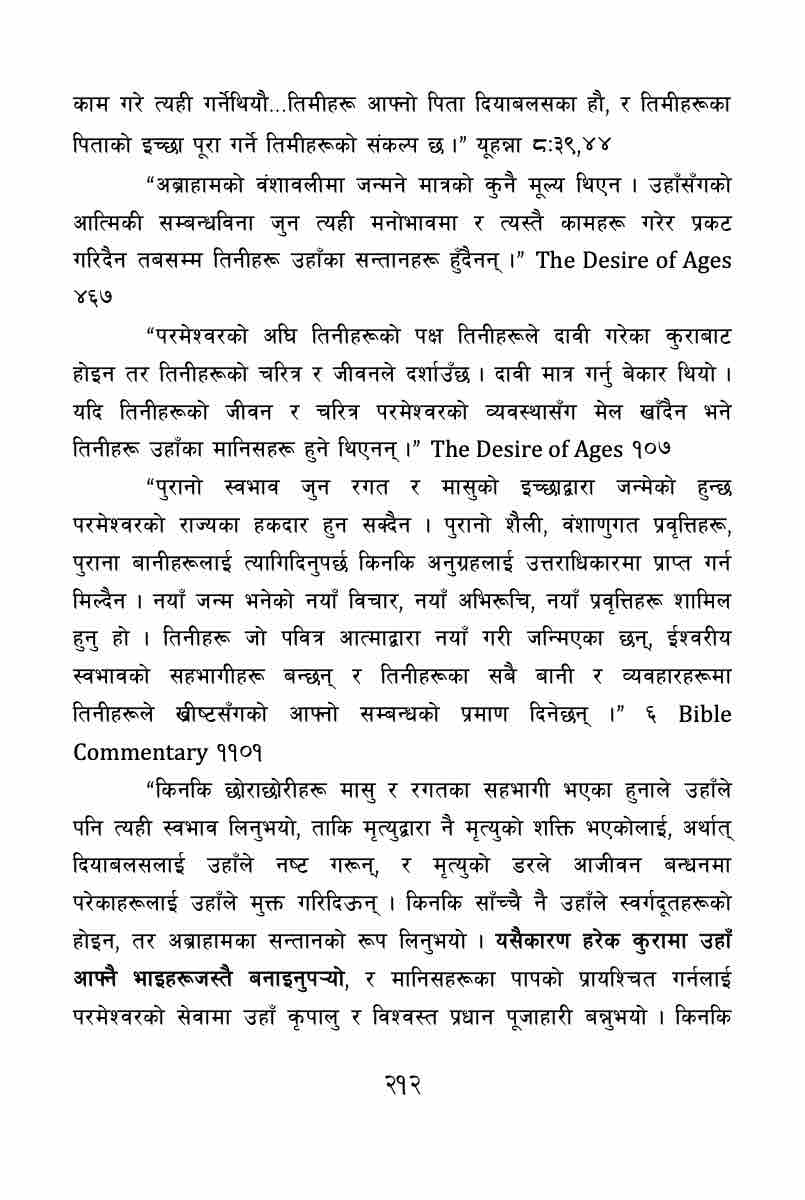 काम गरे त्यही गर्नेथियौ...तिमीहरू आफ्नो पिता दियाबलसका हौ, र तिमीहरूका
पिताको इच्छा पूरा गर्ने तिमीहरूको संकल्प छ ।” यूहन्ना ८:३९,४४
“अब्राहामको वंशावलीमा जन्मने मात्रको कुनै मूल्य थिएन । उहाँसँगको
आत्मिकी सम्बन्धविना जुन त्यही मनोभावमा र त्यस्तै कामहरू गरेर प्रकट
गरिदैन तबसम्म तिनीहरू उहाँका सन्तानहरू हुँदैनन् ।” The Desire of Ages
४६७
“परमेश्वरको अघि तिनीहरूको पक्ष तिनीहरूले दावी गरेका कुराबाट
होइन तर तिनीहरूको चरित्र र जीवनले दर्शाउँछ । दावी मात्र गर्नु बेकार थियो ।
यदि तिनीहरूको जीवन र चरित्र परमेश्वरको व्यवस्थासँग मेल खाँदैन भने
तिनीहरू उहाँका मानिसहरू हुने थिएनन् ।” The Desire of Ages १०७
“पुरानो स्वभाव जुन रगत र मासुको इच्छाद्वारा जन्मेको हुन्छ
परमेश्वरको राज्यका हकदार हुन सक्दैन । पुरानो शैली, वंशाणुगत प्रवृत्तिहरू,
पुराना बानीहरूलाई त्यागिदिनुपर्छ किनकि अनुग्रहलाई उत्तराधिकारमा प्राप्त गर्न
मिल्दैन । नयाँ जन्म भनेको नयाँ विचार, नयाँ अभिरूचि, नयाँ प्रवृत्तिहरू शामिल
हुनु हो । तिनीहरू जो पवित्र आत्माद्वारा नयाँ गरी जन्मिएका छन्, ईश्वरीय
स्वभावको सहभागीहरू बन्छन् र तिनीहरूका सबै बानी र व्यवहारहरूमा
तिनीहरूले ख्रीष्टसँगको आफ्नो सम्बन्धको प्रमाण दिनेछन् ।” ६ Bible
Commentary ११०१
“किनकि छोराछोरीहरू मासु र रगतका सहभागी भएका हुनाले उहाँले
पनि त्यही स्वभाव लिनुभयो, ताकि मृत्युद्वारा नै मृत्युको शक्ति भएकोलाई, अर्थात्
दियाबलसलाई उहाँले नष्ट गरून्, र मृत्युको डरले आजीवन बन्धनमा
परेकाहरूलाई उहाँले मुक्त गरिदिऊन् । किनकि साँच्चै नै उहाँले स्वर्गदूतहरूको
होइन, तर अब्राहामका सन्तानको रूप लिनुभयो । यसैकारण हरेक कुरामा उहाँ
आफ्नै भाइहरूजस्तै बनाइनुपऱ्यो, र मानिसहरूका पापको प्रायश्चित गर्नलाई
परमेश्वरको सेवामा उहाँ कृपालु र विश्वस्त प्रधान पूजाहारी बन्नुभयो । किनकि
२१२